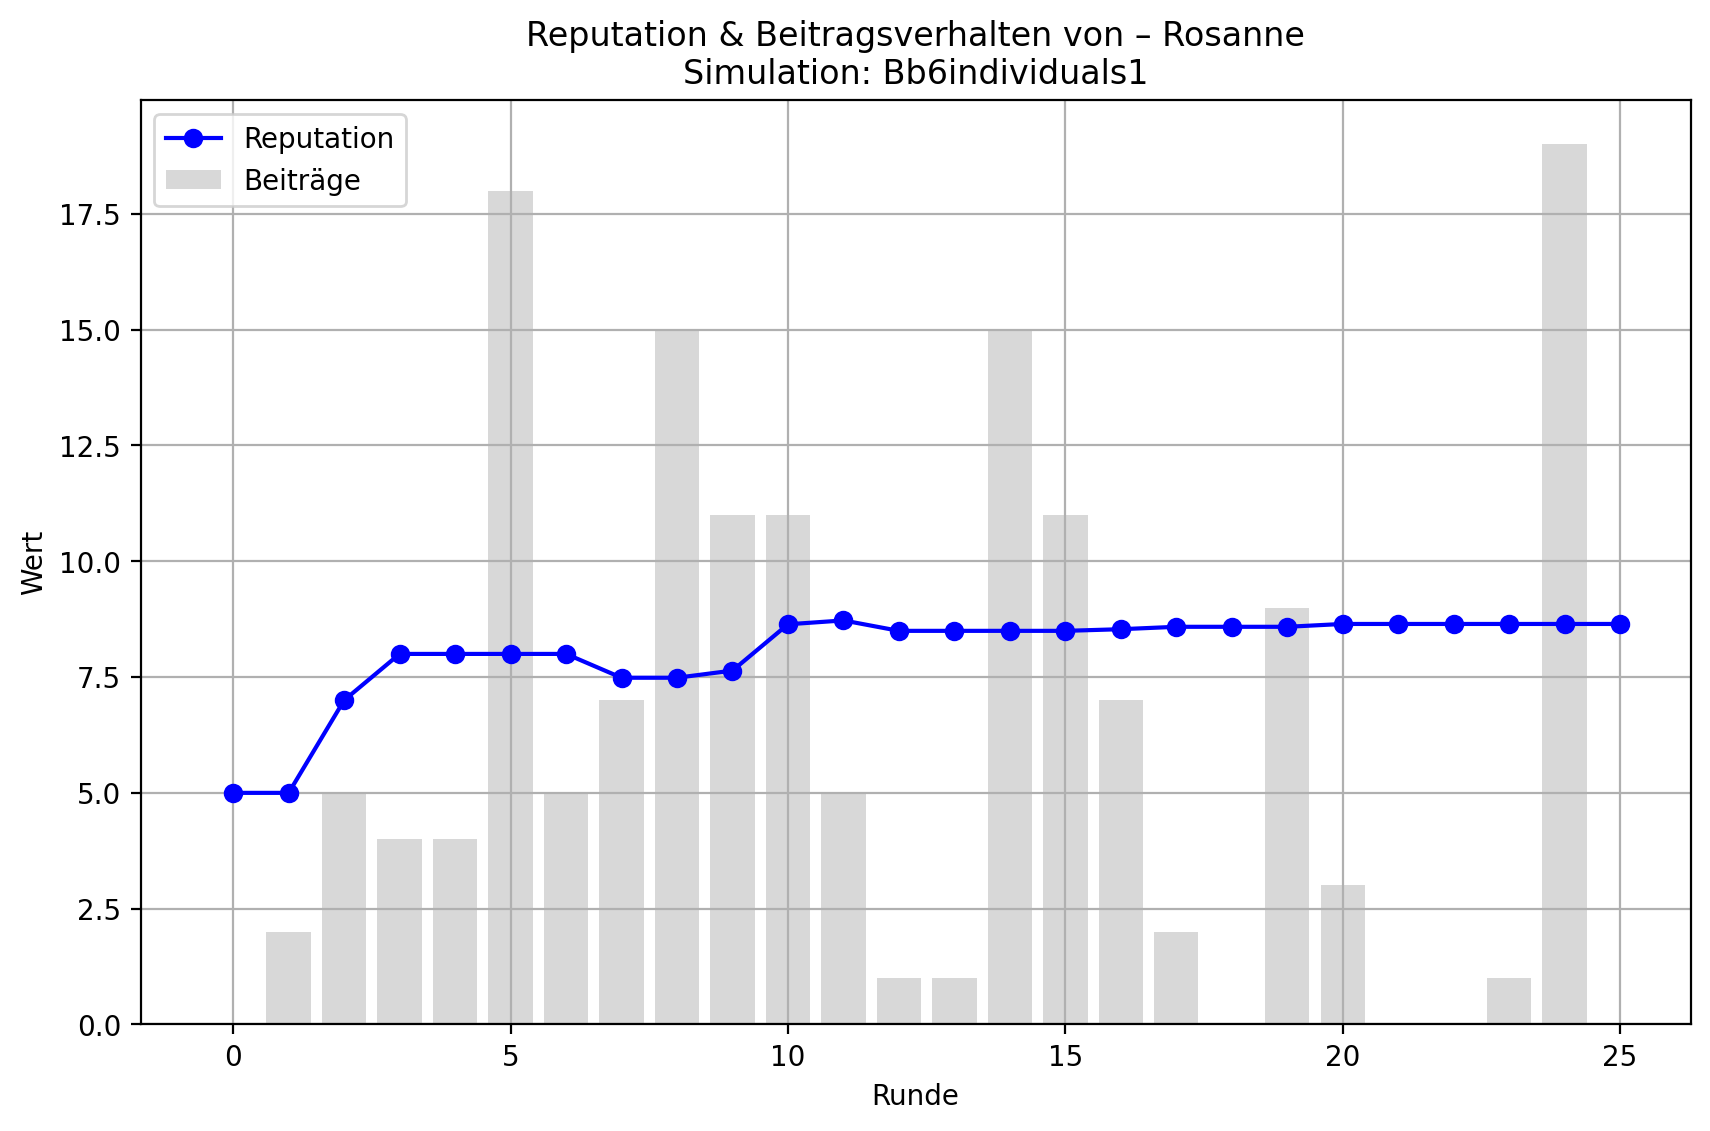 Reputation & Beitragsverhalten von – Rosanne
Simulation: Bb6individuals1
Reputation
Beiträge
17.5
15.0
12.5
10.0
7.5
5.0
2.5
0.0
Wert
0 5 10 15 20 25
Runde